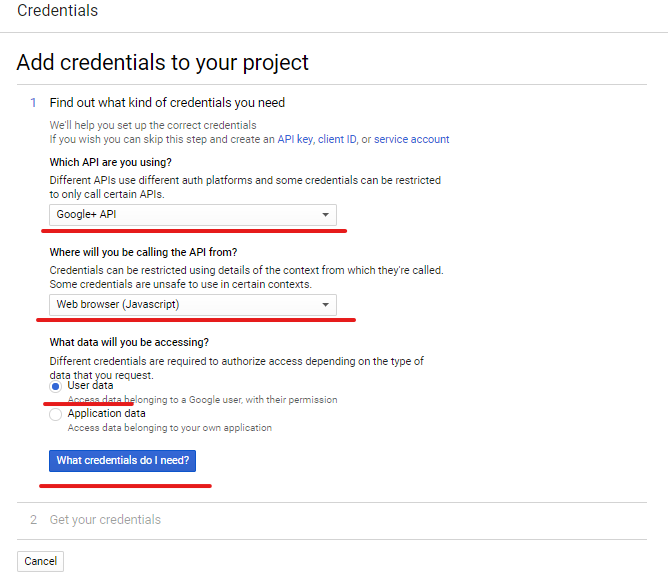 Credentials
Add credentials to your project
1 Find out what kind of credentials you need
We'll help you set up the correct credentials
If you wish you can skip this step and create an API key, client ID, or service account
Which API are you using?
Different APIs use different auth platforms and some credentials can be restricted
to only call certain APIs.
Google+ API
Where will you be calling the API from?
Credentials can be restricted using details of the context from which they're called.
Some credentials are unsafe to use in certain contexts.
Web browser (Javascript)
What data will you be accessing?
Different credentials are required to authorize access depending on the type of
data that you request.
User data
Access data belonging to a Google user, with their permission
Application data
Access data belonging to your own application
What credentials do I need?
2 Get your credentials
Cancel